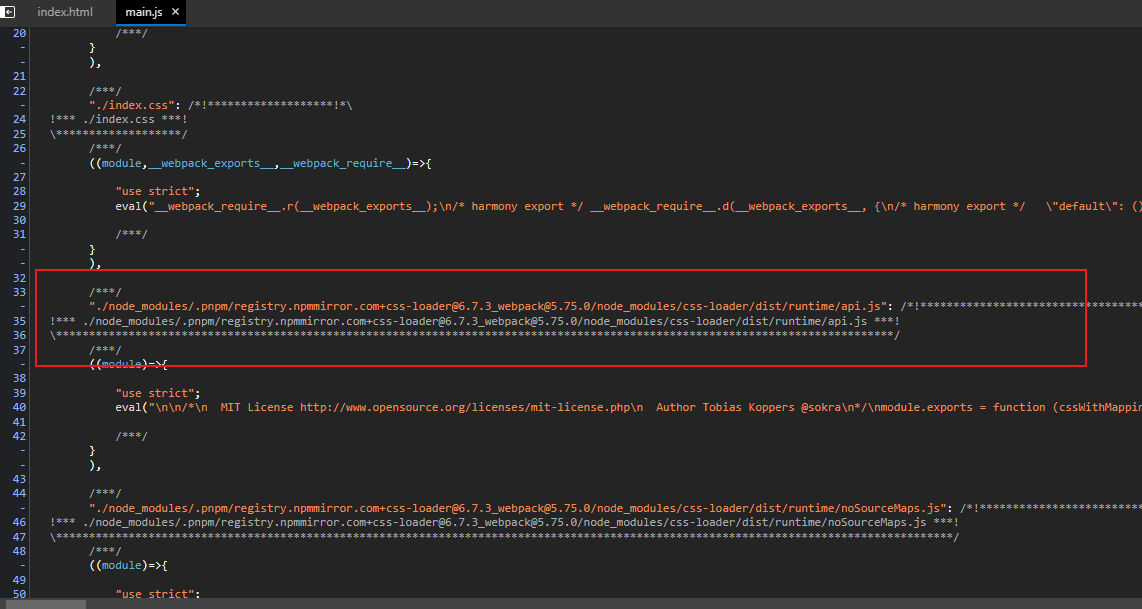 index.html main.js ×
20 /***/
- }
- ),
21
22 /***/
- "./index.css": /*!*******************!*\
24 !*** ./index.css ***!
25 \*******************/
26 /***/
- ((module,__webpack_exports__,__webpack_require__)=>{
27
28 "use strict";
29 eval("__webpack_require__.r(__webpack_exports__);\n/* harmony export */ __webpack_require__.d(__webpack_exports__, {\n/* harmony export */   \"default\": ()
30
31 /***/
- }
- ),
32
33 /***/
- "./node_modules/.pnpm/registry.npmmirror.com+css-loader@6.7.3_webpack@5.75.0/node_modules/css-loader/dist/runtime/api.js": /*!**********************************
35 !*** ./node_modules/.pnpm/registry.npmmirror.com+css-loader@6.7.3_webpack@5.75.0/node_modules/css-loader/dist/runtime/api.js ***!
36 \********************************************************************************************************************************/
37 /***/
- ((module)=>{
38
39 "use strict";
40 eval("\n\n/*\n  MIT License http://www.opensource.org/licenses/mit-license.php\n  Author Tobias Koppers @sokra\n*/\nmodule.exports = function (cssWithMappin
41
42 /***/
- }
- ),
43
44 /***/
- "./node_modules/.pnpm/registry.npmmirror.com+css-loader@6.7.3_webpack@5.75.0/node_modules/css-loader/dist/runtime/noSourceMaps.js": /*!*************************
46 !*** ./node_modules/.pnpm/registry.npmmirror.com+css-loader@6.7.3_webpack@5.75.0/node_modules/css-loader/dist/runtime/noSourceMaps.js ***!
47 \*****************************************************************************************************************************************/
48 /***/
- ((module)=>{
49
50 "use strict";